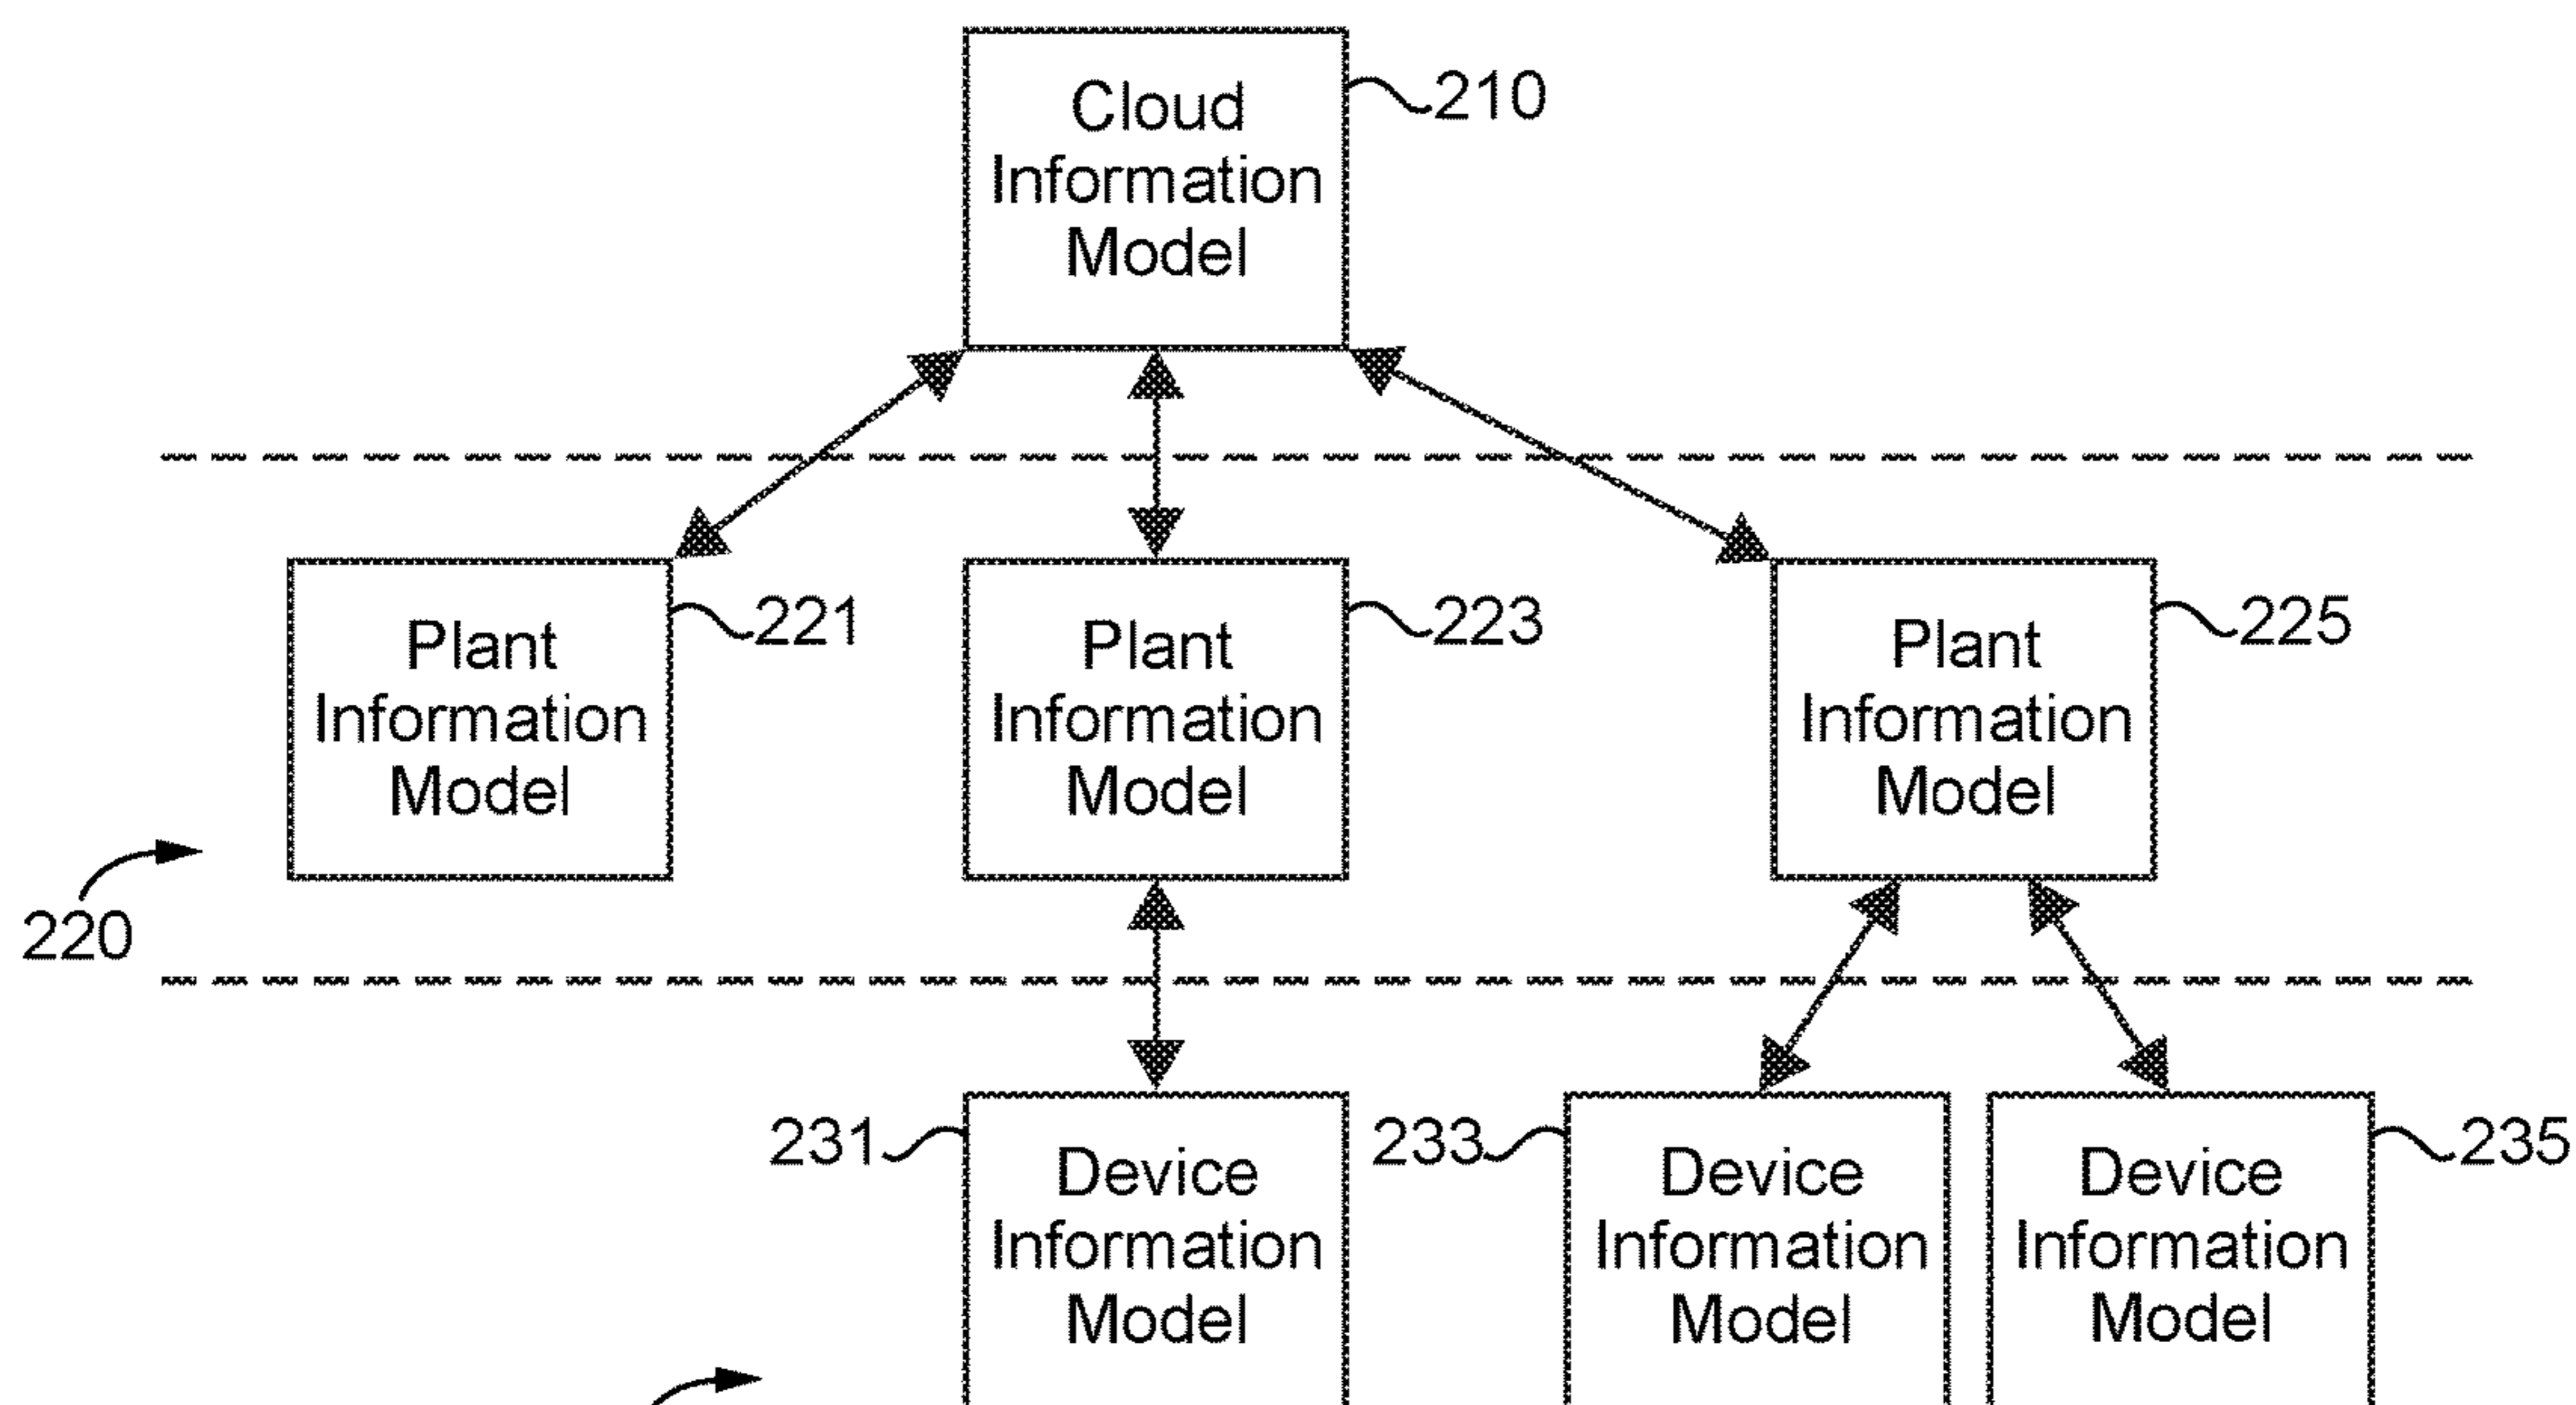 Cloud
Information
Model
210
Plant
Information
Model
221
Plant
Information
Model
223
Plant
Information
Model
225
220
231
Device
Information
Model
233
Device
Information
Model
235
Device
Information
Model